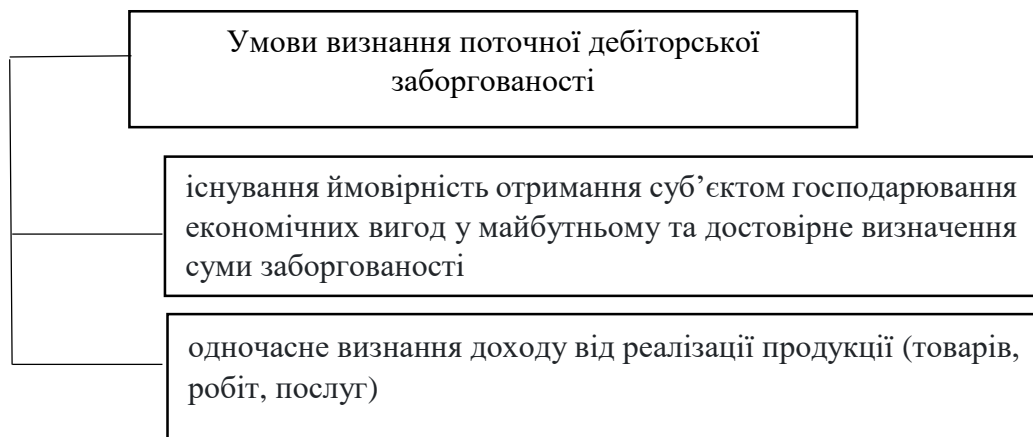 Умови визнання поточної дебіторської
заборгованості
існування ймовірність отримання суб’єктом господарювання
економічних вигод у майбутньому та достовірне визначення
суми заборгованості
одночасне визнання доходу від реалізації продукції (товарів,
робіт, послуг)